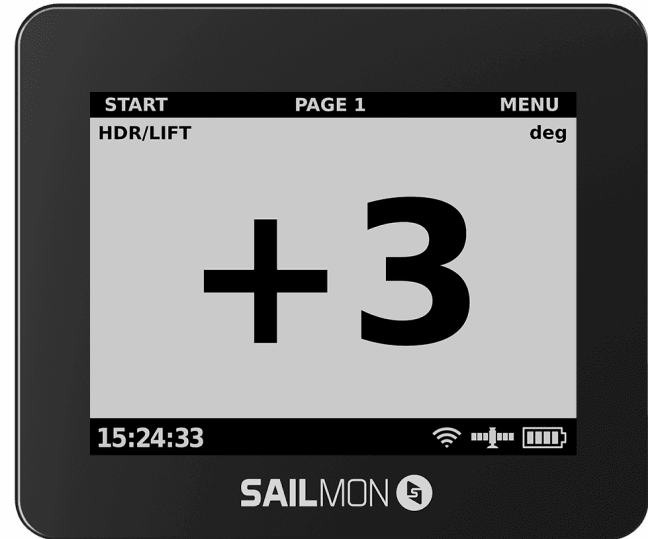 START PAGE 1 MENU
HDR/LIFT deg
+3
15:24:33
SAILMON